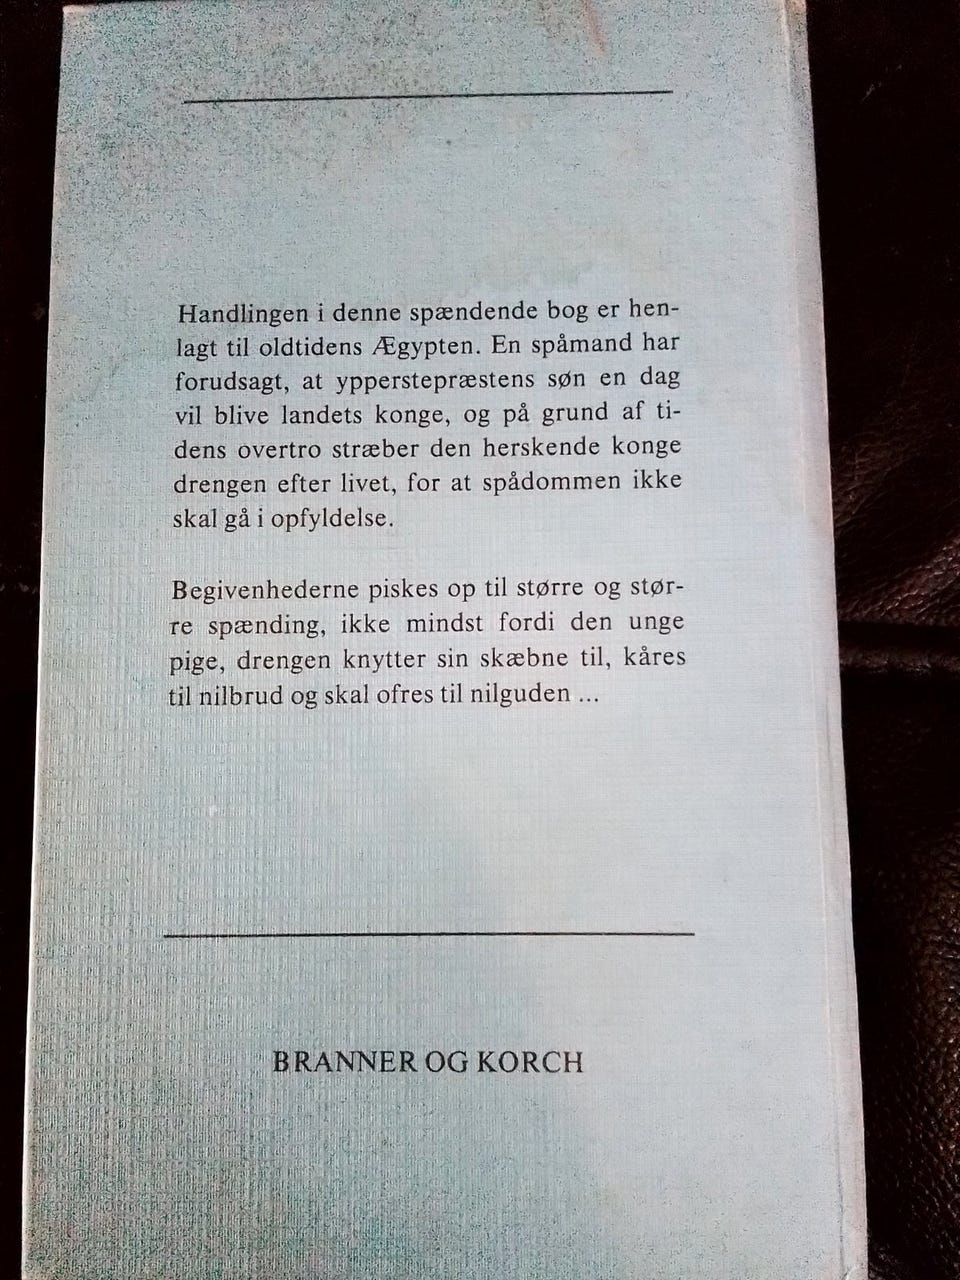 Handlingen i denne spændende bog er hen-
lagt til oldtidens Ægypten. En spåmand har
forudsagt, at ypperstepræstens søn en dag
vil blive landets konge, og på grund af ti-
dens overtro stræber den herskende konge
drengen efter livet, for at spådommen ikke
skal gå i opfyldelse.
Begivenhederne piskes op til større og stør-
re spænding, ikke mindst fordi den unge
pige, drengen knytter sin skæbne til, kåres
til nilbrud og skal ofres til nilguden ...
BRANNER OG KORCH